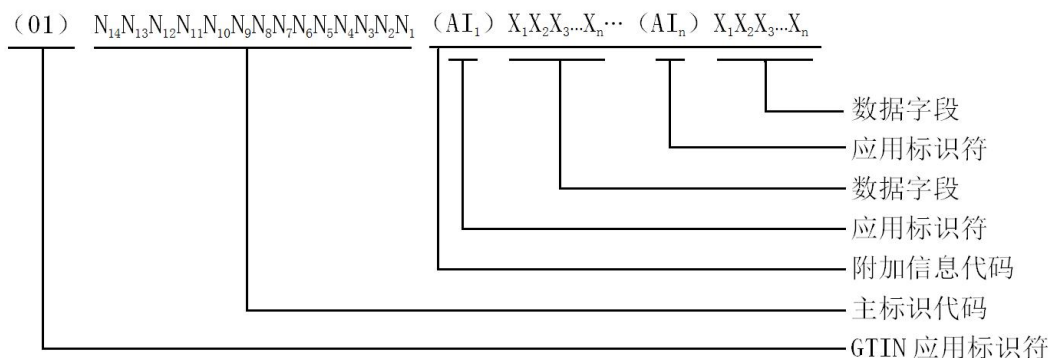 (01) N₁₄N₁₃N₁₂N₁₁N₁₀N₉N₈N₇N₆N₅N₄N₃N₂N₁ (AI₁) X₁X₂X₃…Xₙ… (AIₙ) X₁X₂X₃…Xₙ
数据字段
应用标识符
数据字段
应用标识符
附加信息代码
主标识代码
GTIN 应用标识符